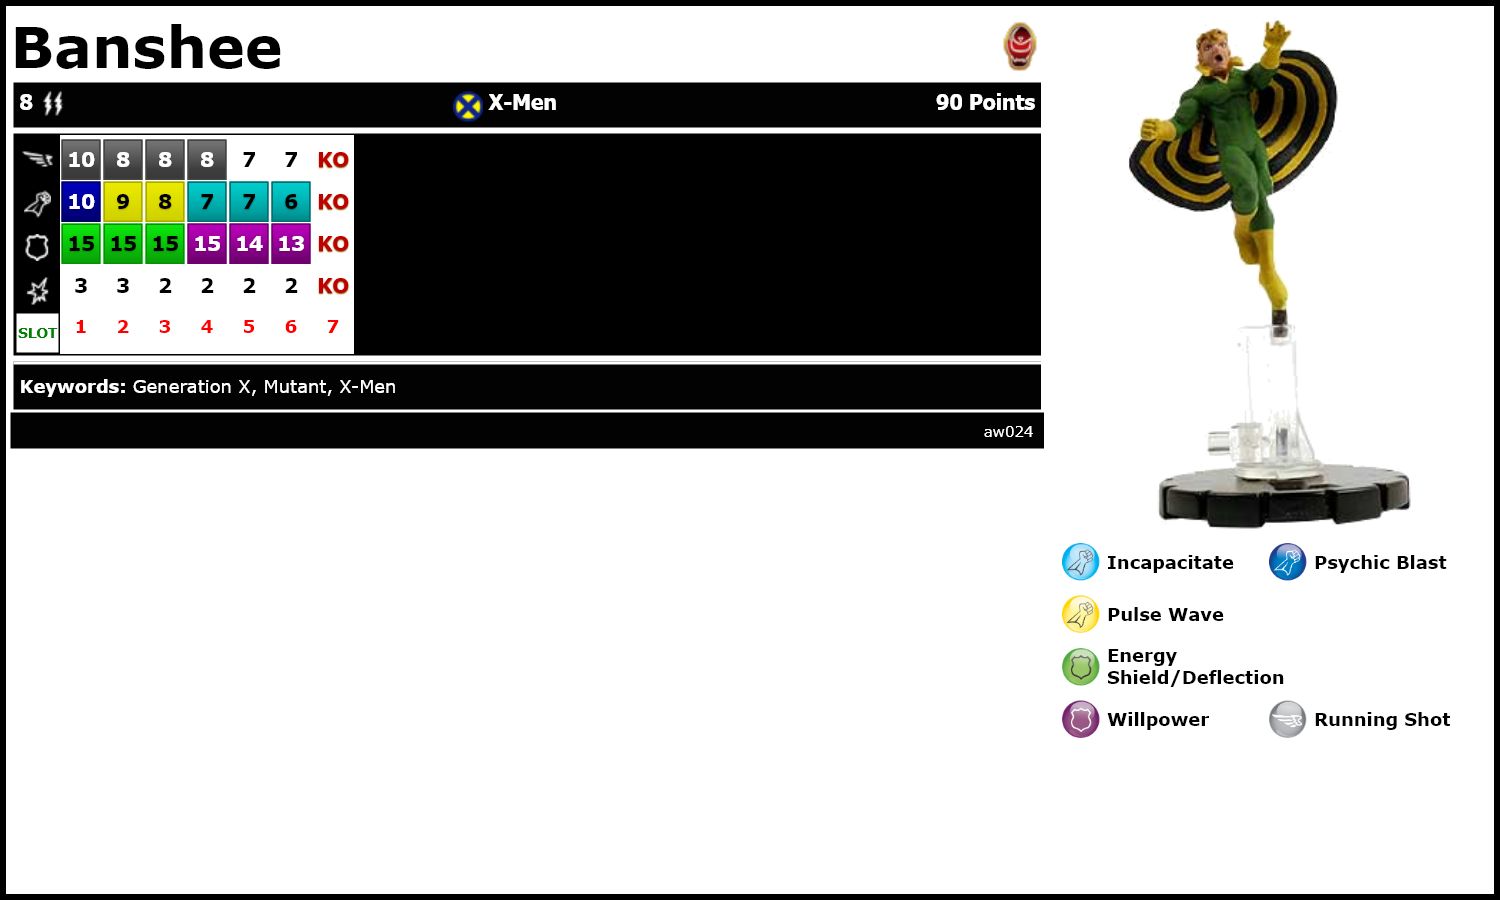 Banshee
8 X-Men 90 Points
10 8 8 8 7 7 KO
10 9 8 7 7 6 KO
15 15 15 15 14 13 KO
3 3 2 2 2 2 KO
SLOT 1 2 3 4 5 6 7
Keywords: Generation X, Mutant, X-Men
aw024
Incapacitate Psychic Blast
Pulse Wave
Energy
Shield/Deflection
Willpower Running Shot